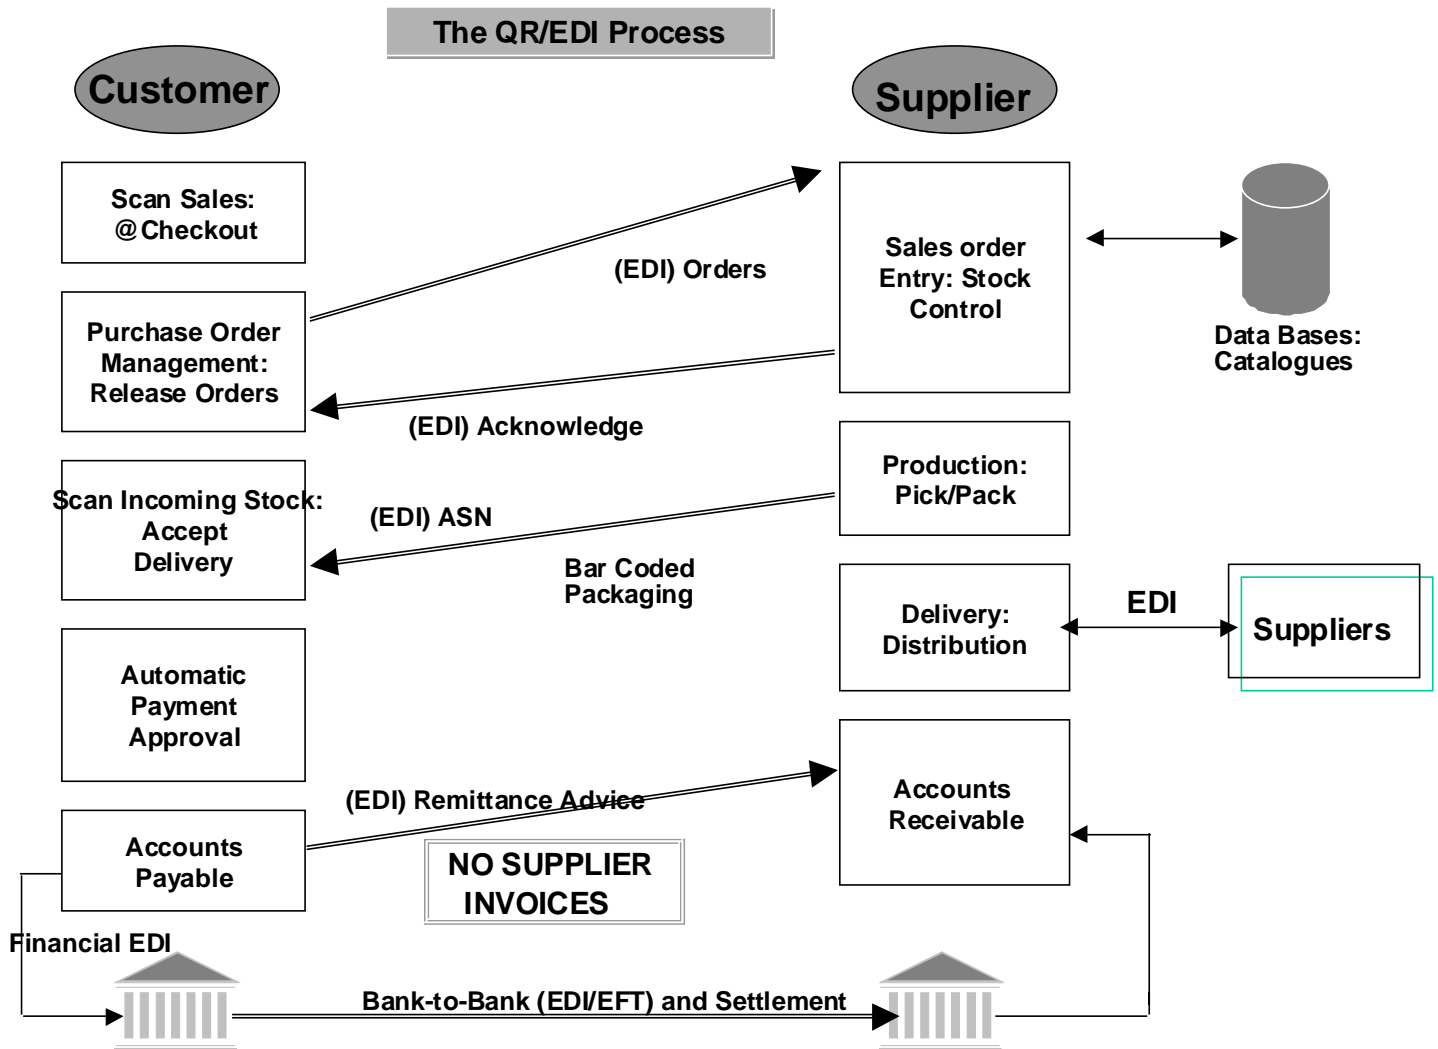 The QR/EDI Process
Customer
Supplier
Scan Sales:
@Checkout
Purchase Order
Management:
Release Orders
Scan Incoming Stock:
Accept
Delivery
Automatic
Payment
Approval
Accounts
Payable
(EDI) Orders
(EDI) Acknowledge
(EDI) ASN
Bar Coded
Packaging
(EDI) Remittance Advice
NO SUPPLIER
INVOICES
Sales order
Entry: Stock
Control
Production:
Pick/Pack
Delivery:
Distribution
Accounts
Receivable
Data Bases:
Catalogues
EDI
Suppliers
Financial EDI
Bank-to-Bank (EDI/EFT) and Settlement